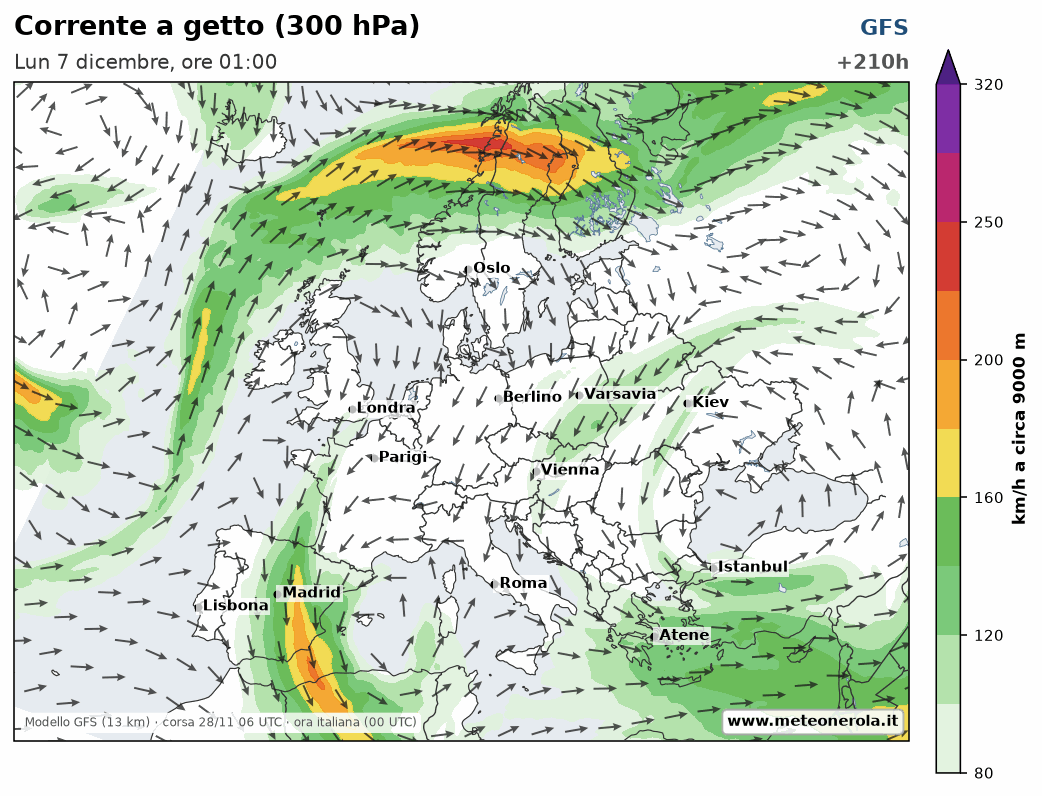 Corrente a getto (300 hPa)
GFS
Lun 7 dicembre, ore 01:00
+210h
320
250
200
160
120
80
km/h a circa 9000 m
Oslo
Berlino
Varsavia
Kiev
Londra
Parigi
Vienna
Istanbul
Roma
Madrid
Lisbona
Atene
Modello GFS (13 km) · corsa 28/11 06 UTC · ora italiana (00 UTC)
www.meteonerola.it